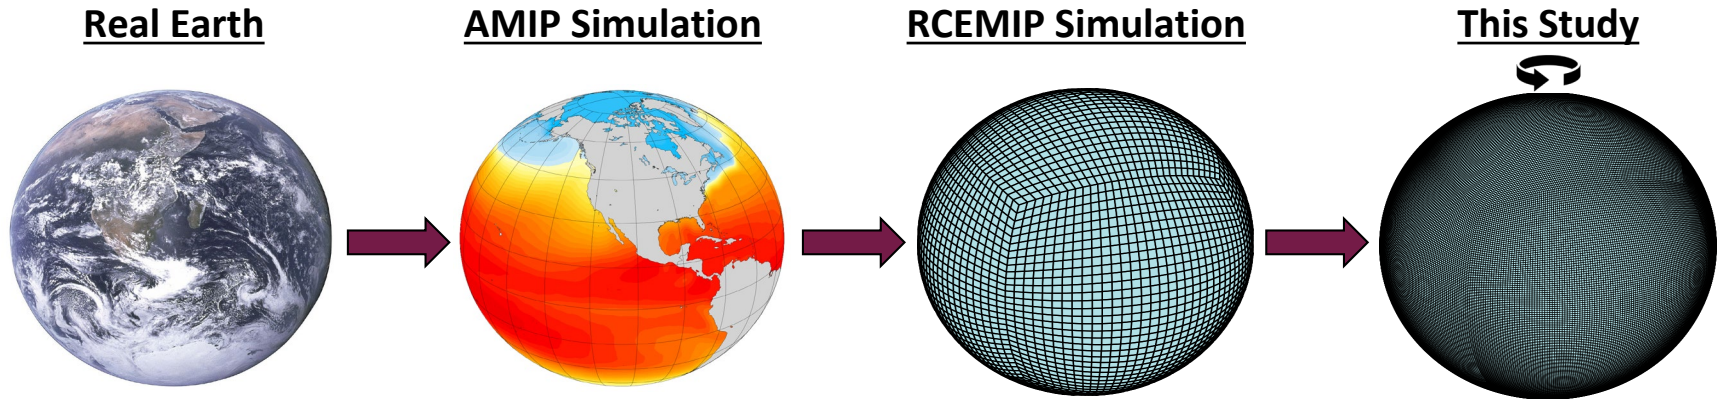 Real Earth
AMIP Simulation
RCEMIP Simulation
This Study